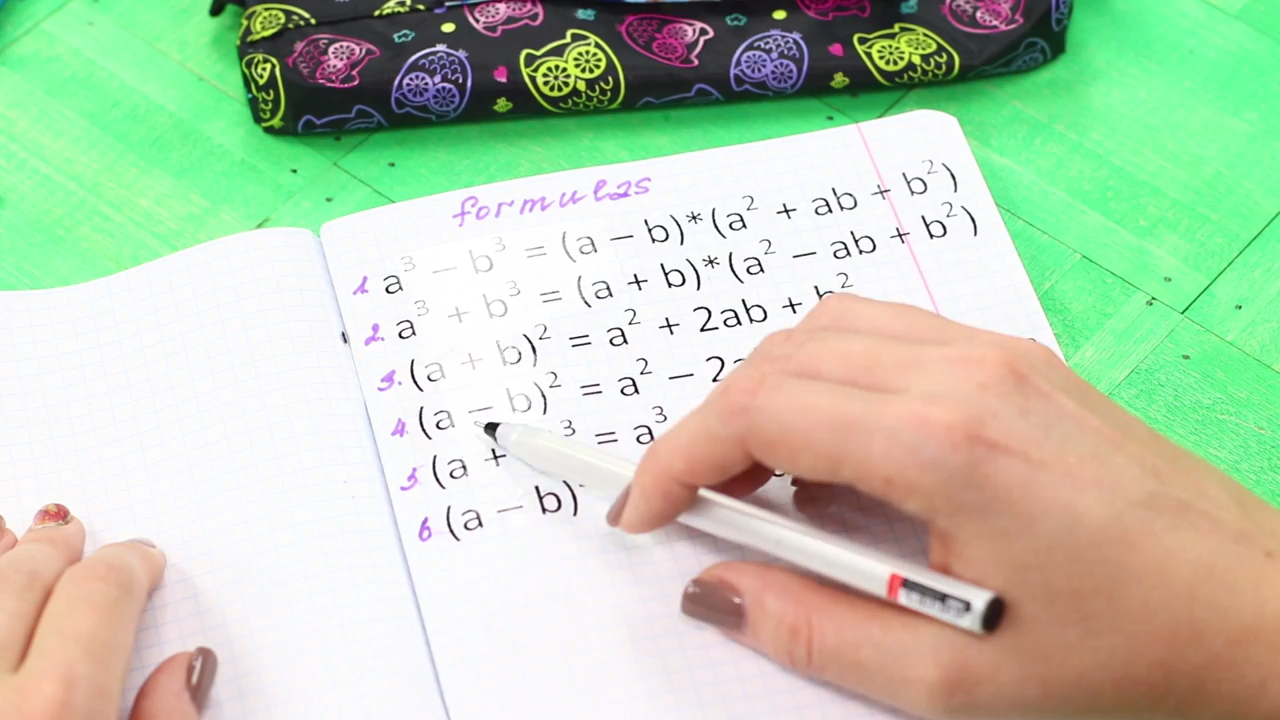 formulas
1. a³ − b³ = (a − b)*(a² + ab + b²)
2. a³ + b³ = (a + b)*(a² − ab + b²)
3. (a + b)² = a² + 2ab + b²
4. (a − b)² = a² − 2
5 (a + ³ = a³
6 (a − b)